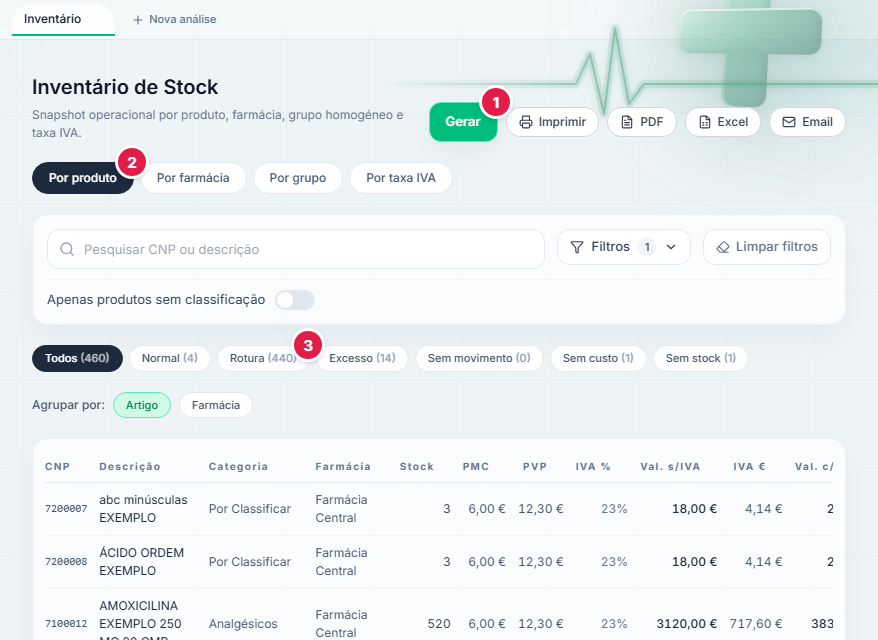 Inventário
Nova análise
Inventário de Stock
Snapshot operacional por produto, farmácia, grupo homogéneo e
taxa IVA.
Gerar
1
Imprimir
PDF
Excel
Email
Por produto
2
Por farmácia
Por grupo
Por taxa IVA
Pesquisar CNP ou descrição
Filtros 1
Limpar filtros
Apenas produtos sem classificação
Todos (460)
Normal (4)
Rotura (440)
3
Excesso (14)
Sem movimento (0)
Sem custo (1)
Sem stock (1)
Agrupar por:
Artigo
Farmácia
CNP Descrição Categoria Farmácia Stock PMC PVP IVA % Val. s/IVA IVA € Val. c/
abc minúsculas Farmácia
7200007 Por Classificar 3 6,00 € 12,30 € 23% 18,00 € 4,14 € 2
EXEMPLO Central
ÁCIDO ORDEM Farmácia
7200008 Por Classificar 3 6,00 € 12,30 € 23% 18,00 € 4,14 € 2
EXEMPLO Central
AMOXICILINA Farmácia
7100012 EXEMPLO 250 Analgésicos 520 6,00 € 12,30 € 23% 3120,00 € 717,60 € 383
Central